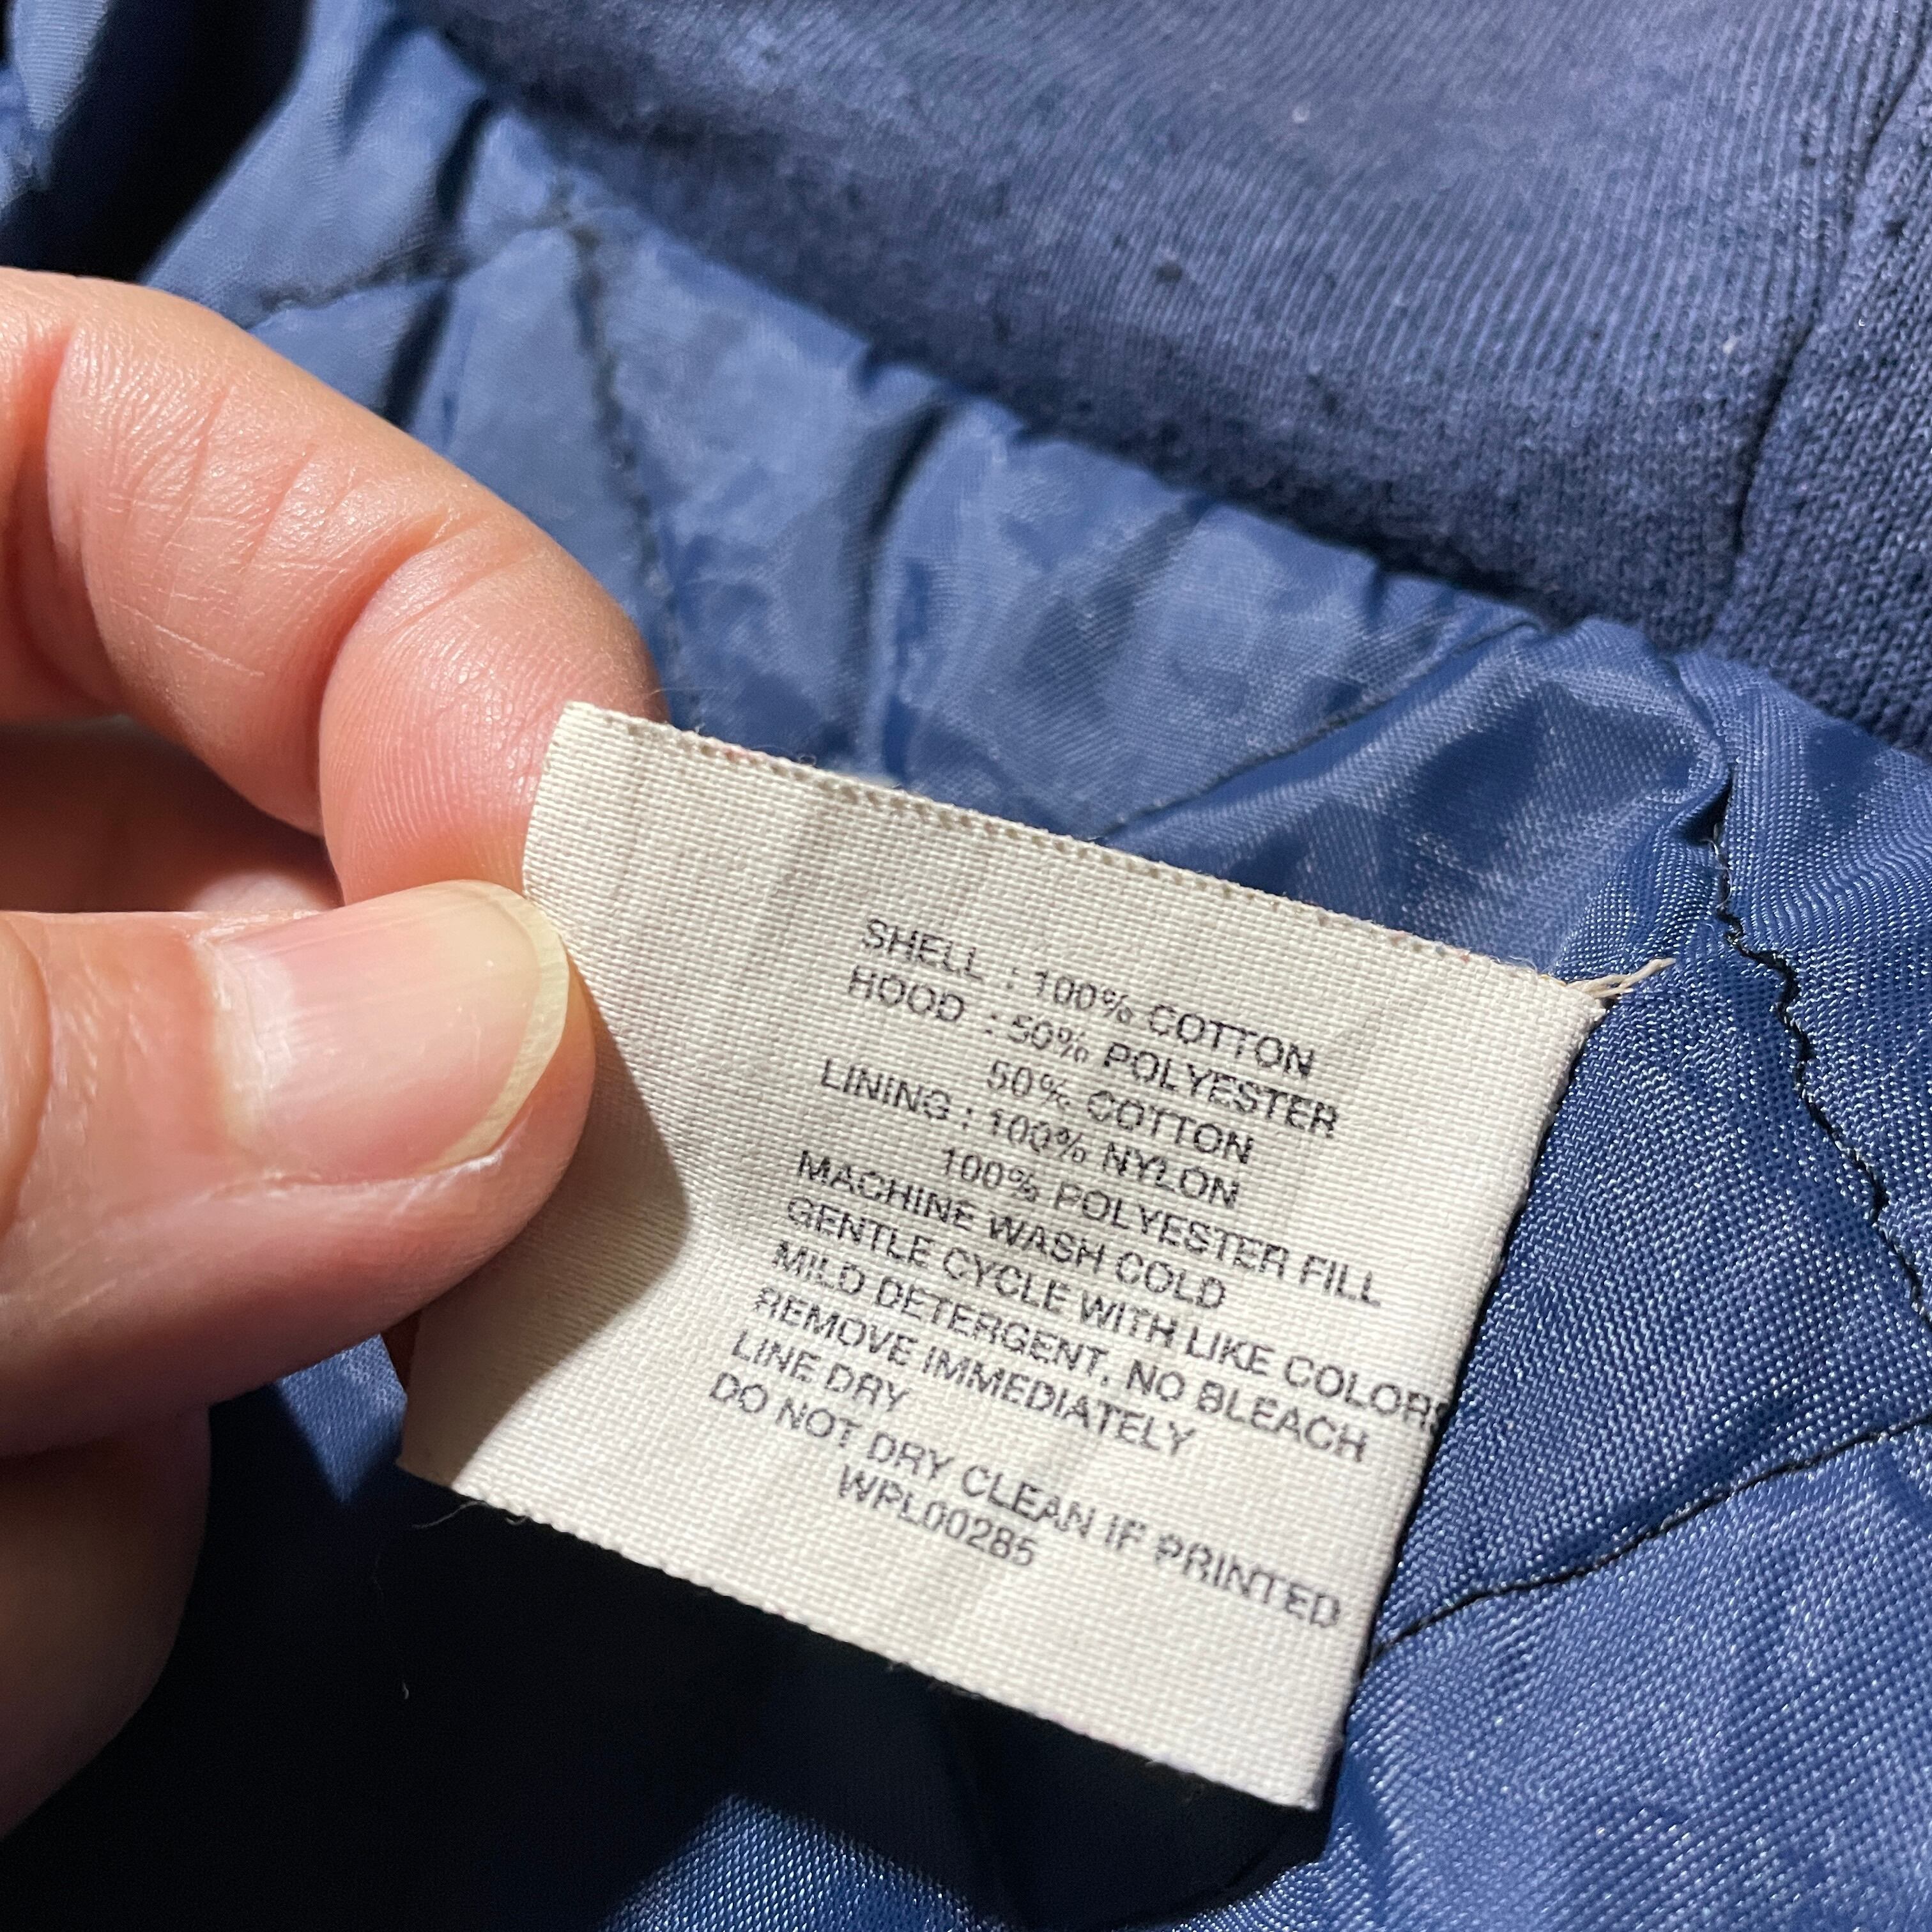 SHELL : 100% COTTON
HOOD : 50% POLYESTER
50% COTTON
LINING : 100% NYLON
100% POLYESTER FILL
MACHINE WASH COLD
GENTLE CYCLE WITH LIKE COLORS
MILD DETERGENT, NO BLEACH
REMOVE IMMEDIATELY
LINE DRY
DO NOT DRY CLEAN IF PRINTED
WPL00285